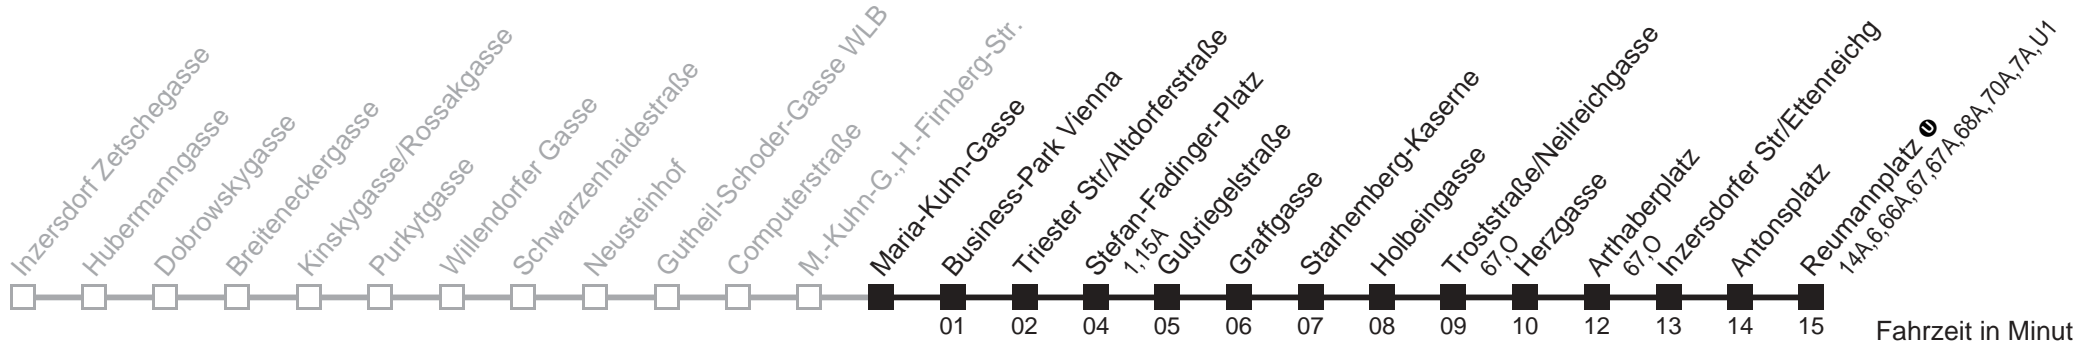 Inzersdorf Zetschegasse
Hubermanngasse
Dobrowskygasse
Breiteneckergasse
Kinskygasse/Rossakgasse
Purkytgasse
Willendorfer Gasse
Schwarzenhaidestraße
Neusteinhof
Gutheil-Schoder-Gasse WLB
Computerstraße
M.-Kuhn-G.,H.-Firnberg-Str.
Maria-Kuhn-Gasse
Business-Park Vienna
Triester Str/Altdorferstraße
Stefan-Fadinger-Platz
1,15A
Gußriegelstraße
Graffgasse
Starhemberg-Kaserne
Holbeingasse
Troststraße/Neilreichgasse
67,O
Herzgasse
Arthaberplatz
67,O
Inzersdorfer Str/Ettenreichg
Antonsplatz
Reumannplatz U
14A,6,66A,67,67A,68A,70A,7A,U1
01 02 04 05 06 07 08 09 10 12 13 14 15
Fahrzeit in Minut